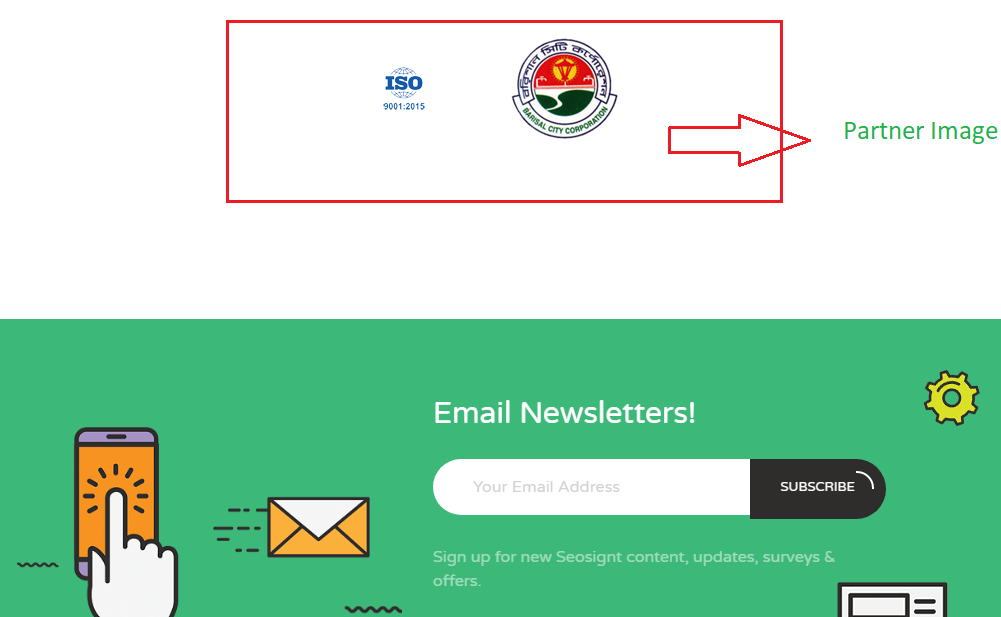 ISO
9001:2015
বরিশাল সিটি কর্পোরেশন
BARISAL CITY CORPORATION
Partner Image
Email Newsletters!
Your Email Address
SUBSCRIBE
Sign up for new Seosignt content, updates, surveys &
offers.